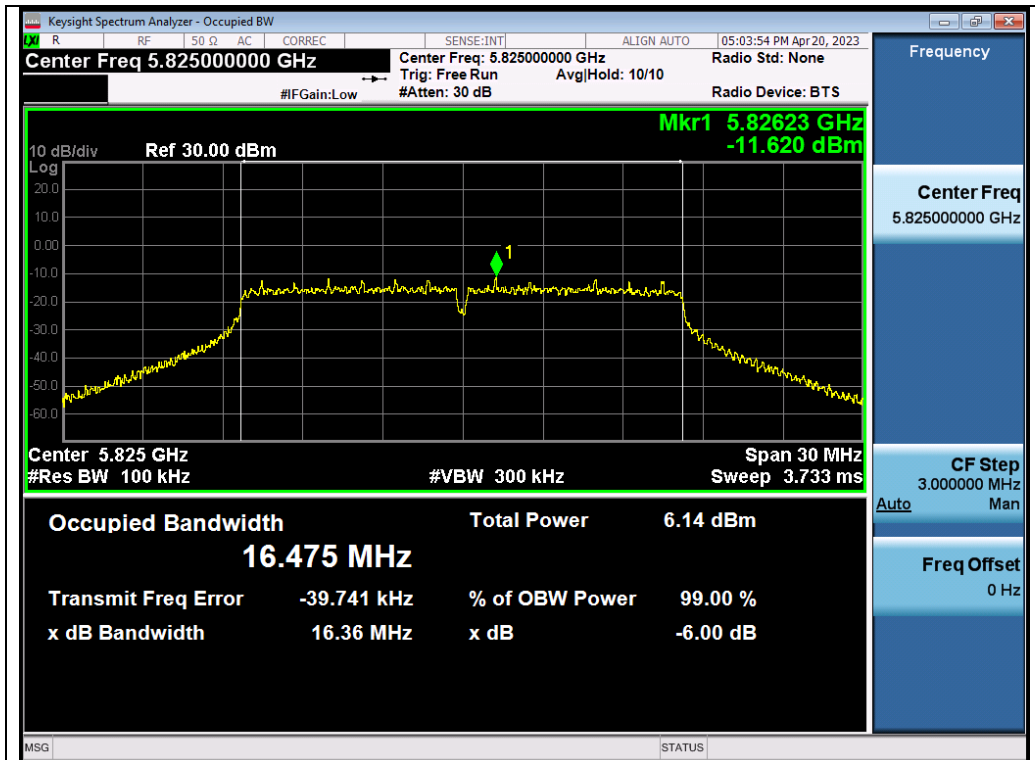 Keysight Spectrum Analyzer - Occupied BW
LXI R RF 50 Ω AC CORREC SENSE:INT ALIGN AUTO 05:03:54 PM Apr 20, 2023
Center Freq 5.825000000 GHz
Center Freq: 5.825000000 GHz Radio Std: None
Trig: Free Run Avg|Hold: 10/10
#IFGain:Low #Atten: 30 dB Radio Device: BTS
Frequency
Mkr1 5.82623 GHz
10 dB/div Ref 30.00 dBm -11.620 dBm
Log
20.0
10.0
0.00
-10.0
-20.0
-30.0
-40.0
-50.0
-60.0
1
Center 5.825 GHz Span 30 MHz
#Res BW 100 kHz #VBW 300 kHz Sweep 3.733 ms
Occupied Bandwidth Total Power 6.14 dBm
16.475 MHz
Transmit Freq Error -39.741 kHz % of OBW Power 99.00 %
x dB Bandwidth 16.36 MHz x dB -6.00 dB
Center Freq
5.825000000 GHz
CF Step
3.000000 MHz
Auto Man
Freq Offset
0 Hz
MSG STATUS